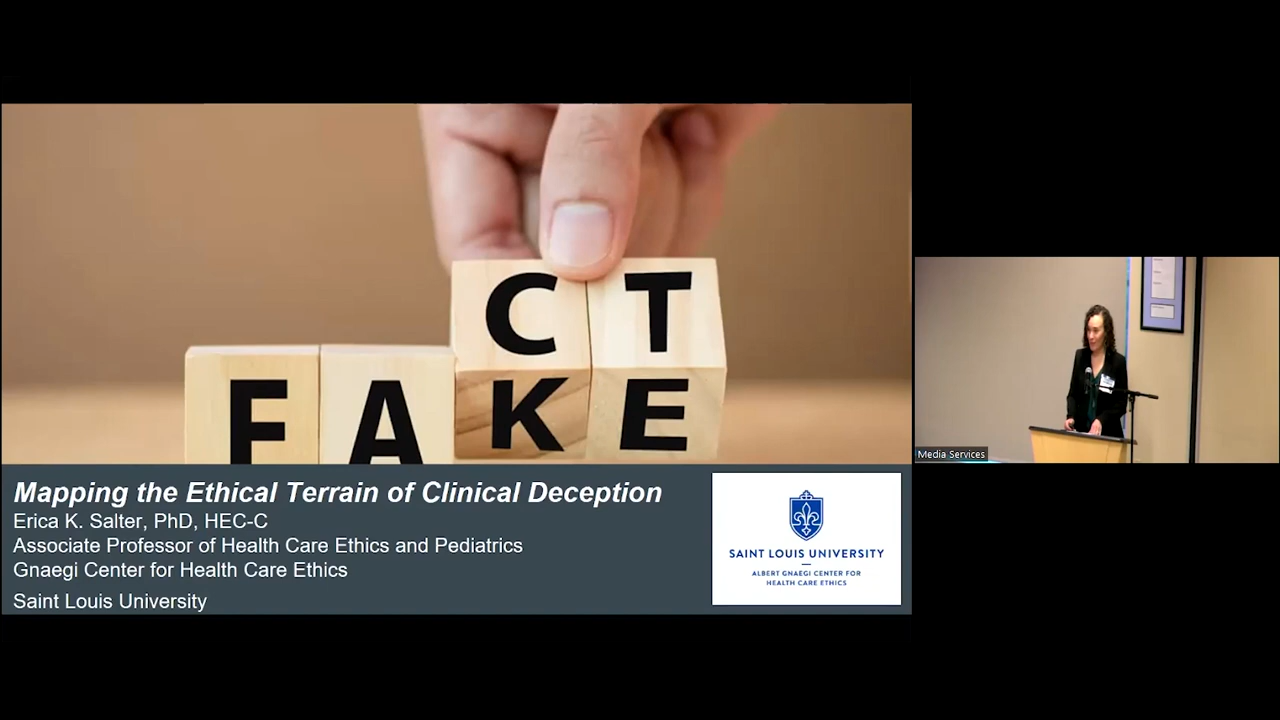 CT
FAKE
Mapping the Ethical Terrain of Clinical Deception
Erica K. Salter, PhD, HEC-C
Associate Professor of Health Care Ethics and Pediatrics
Gnaegi Center for Health Care Ethics
Saint Louis University
SAINT LOUIS UNIVERSITY
ALBERT GNAEGI CENTER FOR
HEALTH CARE ETHICS
Media Services